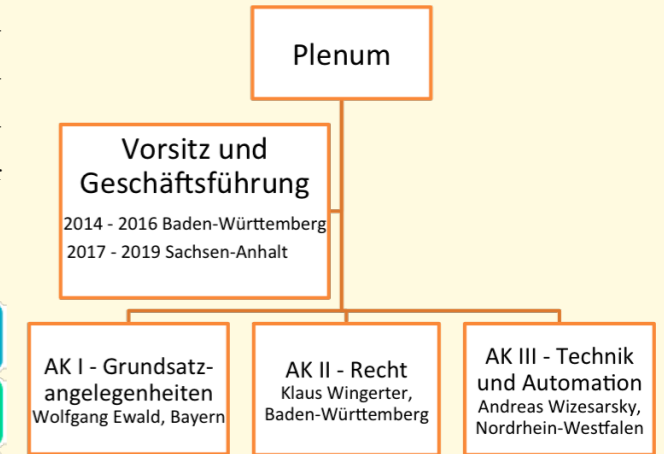 Plenum
Vorsitz und
Geschäftsführung
2014 - 2016 Baden-Württemberg
2017 - 2019 Sachsen-Anhalt
AK I - Grundsatz-
angelegenheiten
Wolfgang Ewald, Bayern
AK II - Recht
Klaus Wingerter,
Baden-Württemberg
AK III - Technik
und Automation
Andreas Wizesarsky,
Nordrhein-Westfalen